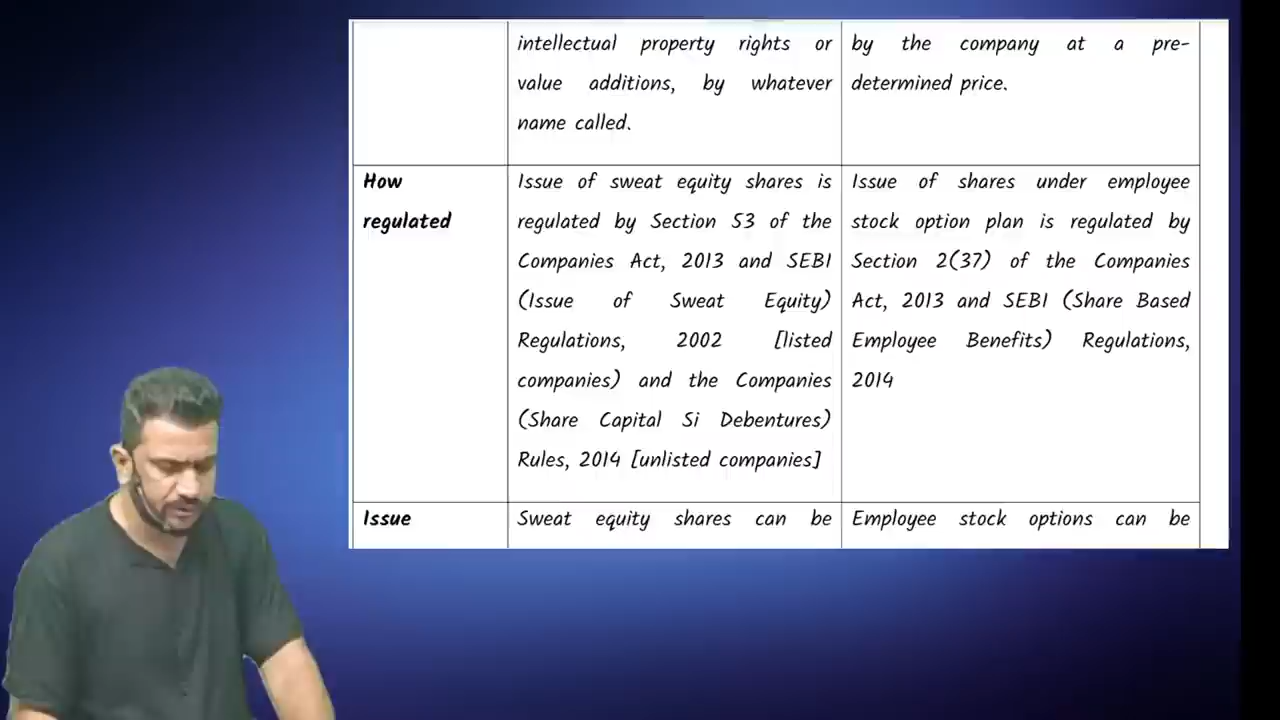 intellectual property rights or
value additions, by whatever
name called.
by the company at a pre-
determined price.
How
regulated
Issue of sweat equity shares is
regulated by Section 53 of the
Companies Act, 2013 and SEBI
(Issue of Sweat Equity)
Regulations, 2002 [listed
companies) and the Companies
(Share Capital Si Debentures)
Rules, 2014 [unlisted companies]
Issue of shares under employee
stock option plan is regulated by
Section 2(37) of the Companies
Act, 2013 and SEBI (Share Based
Employee Benefits) Regulations,
2014
Issue
Sweat equity shares can be
Employee stock options can be